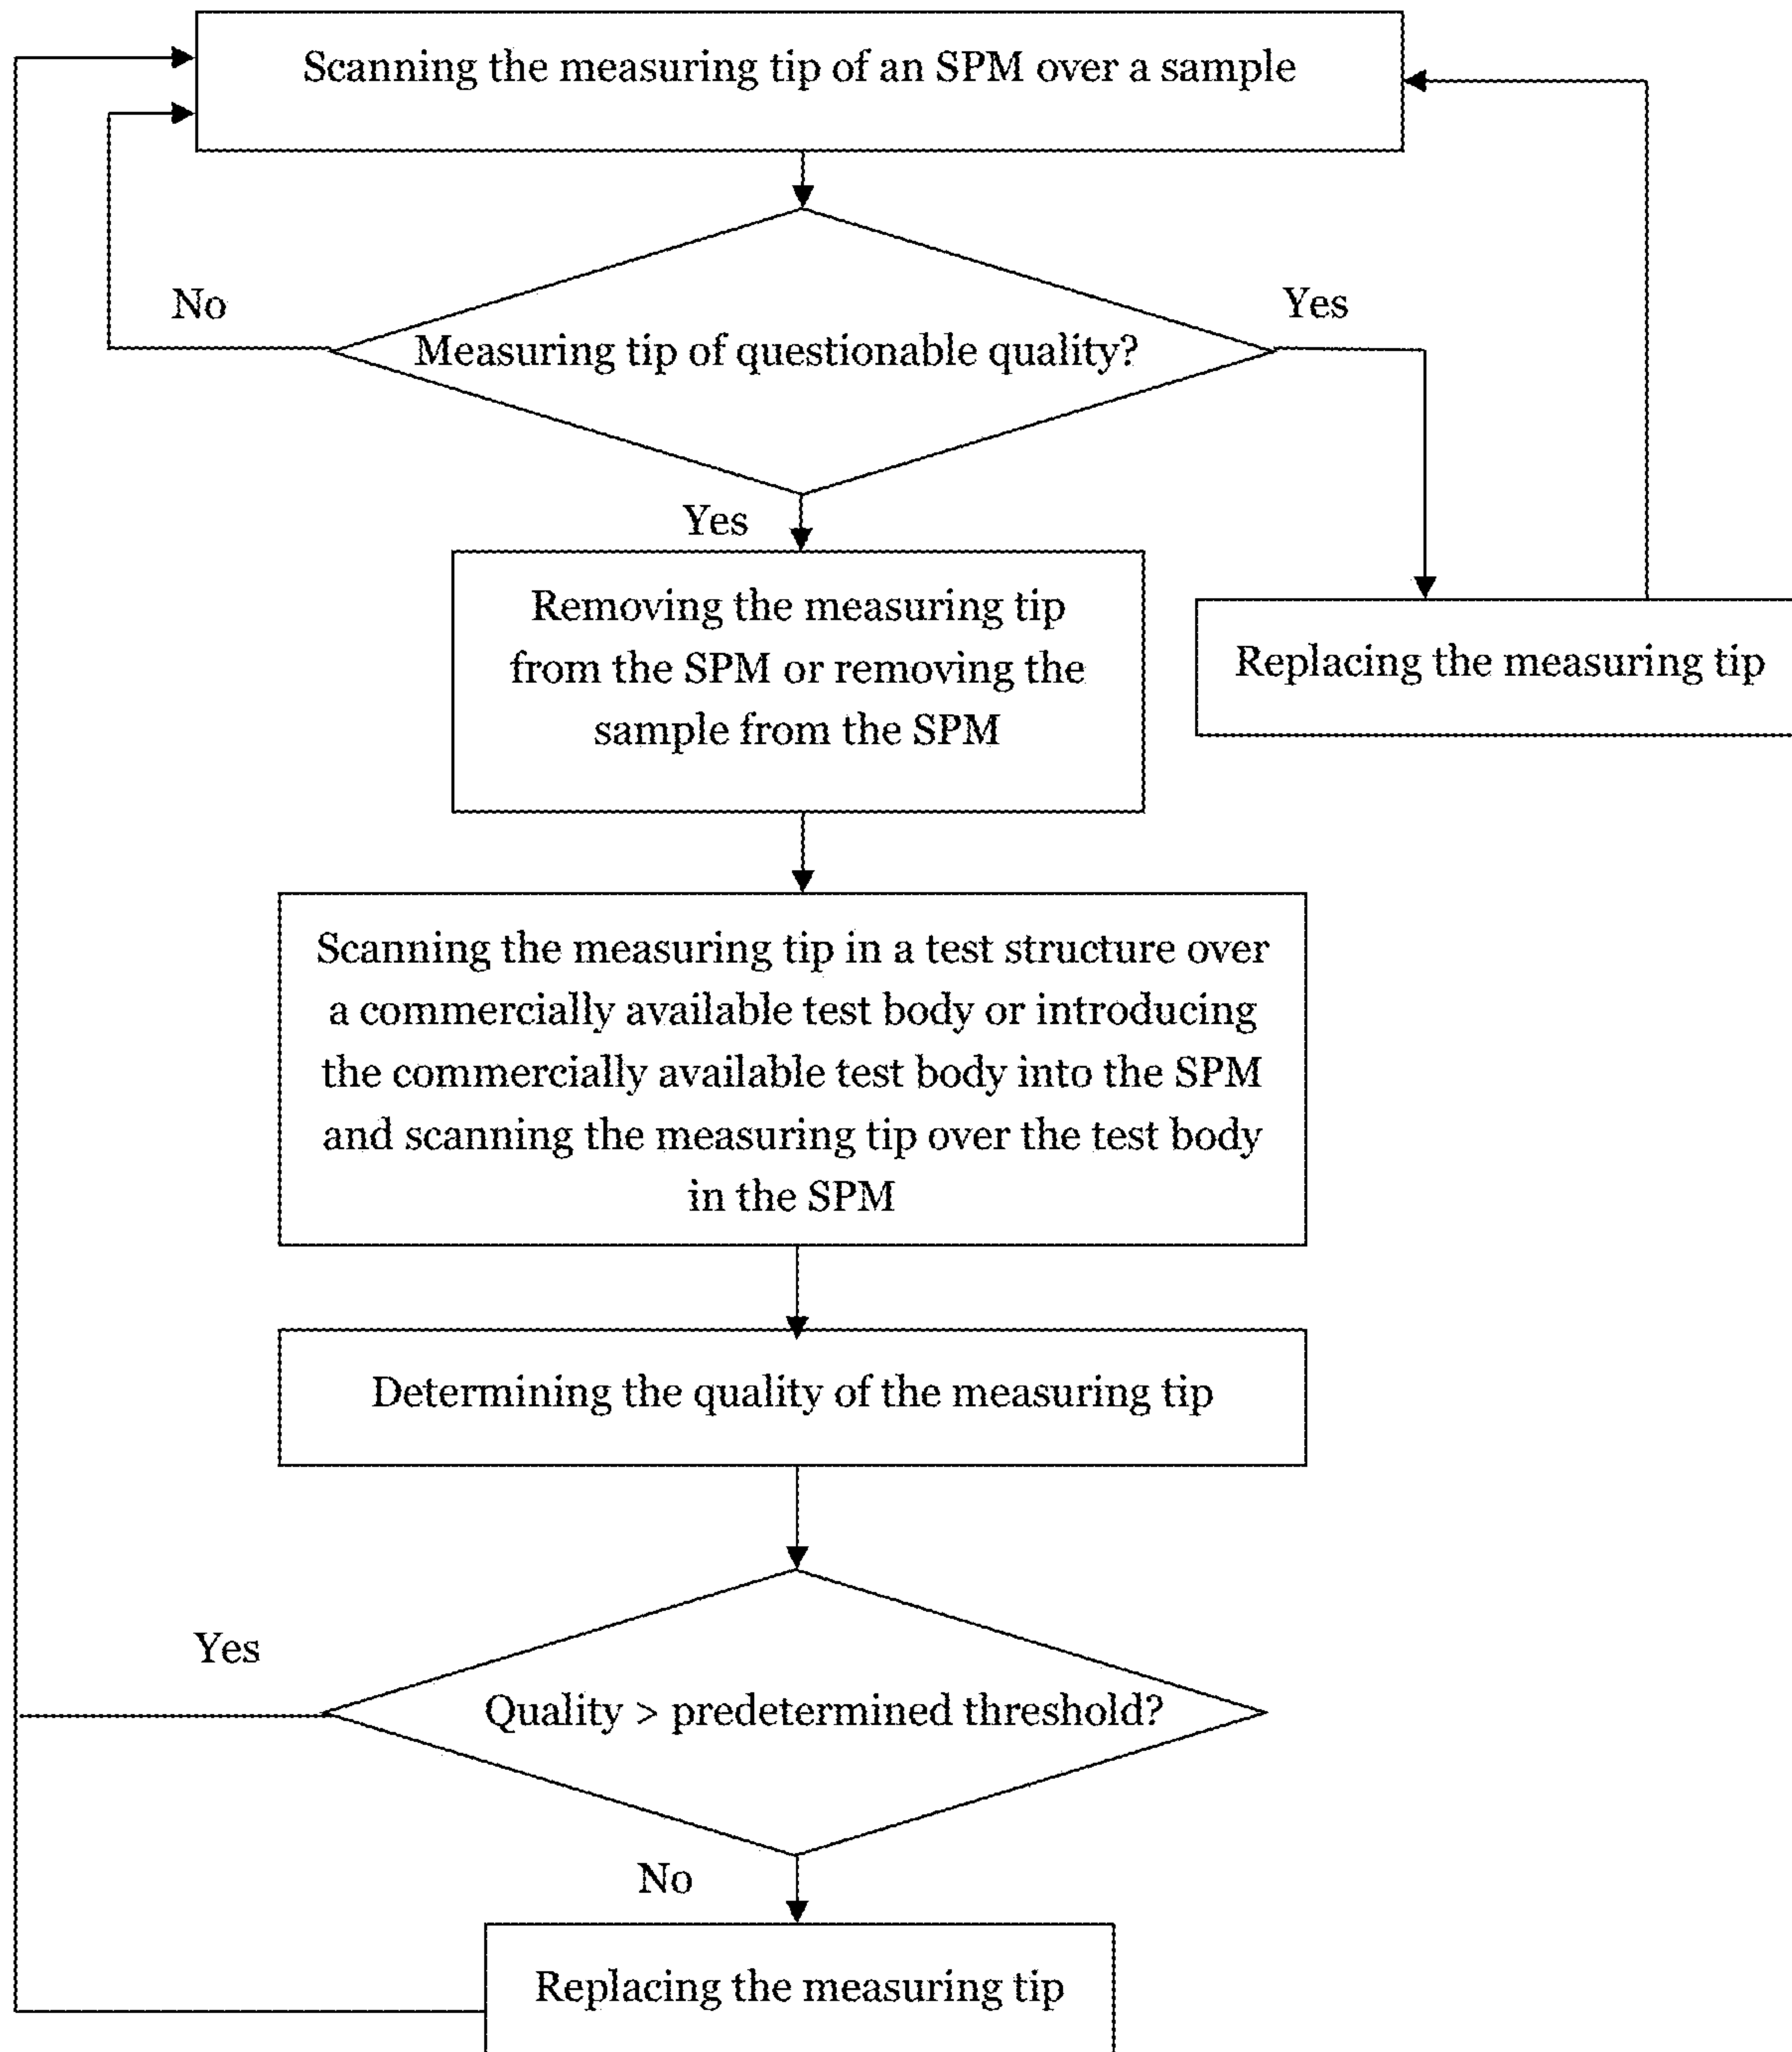 Scanning the measuring tip of an SPM over a sample
No
Yes
Measuring tip of questionable quality?
Yes
Removing the measuring tip
from the SPM or removing the
sample from the SPM
Replacing the measuring tip
Scanning the measuring tip in a test structure over
a commercially available test body or introducing
the commercially available test body into the SPM
and scanning the measuring tip over the test body
in the SPM
Determining the quality of the measuring tip
Yes
Quality > predetermined threshold?
No
Replacing the measuring tip